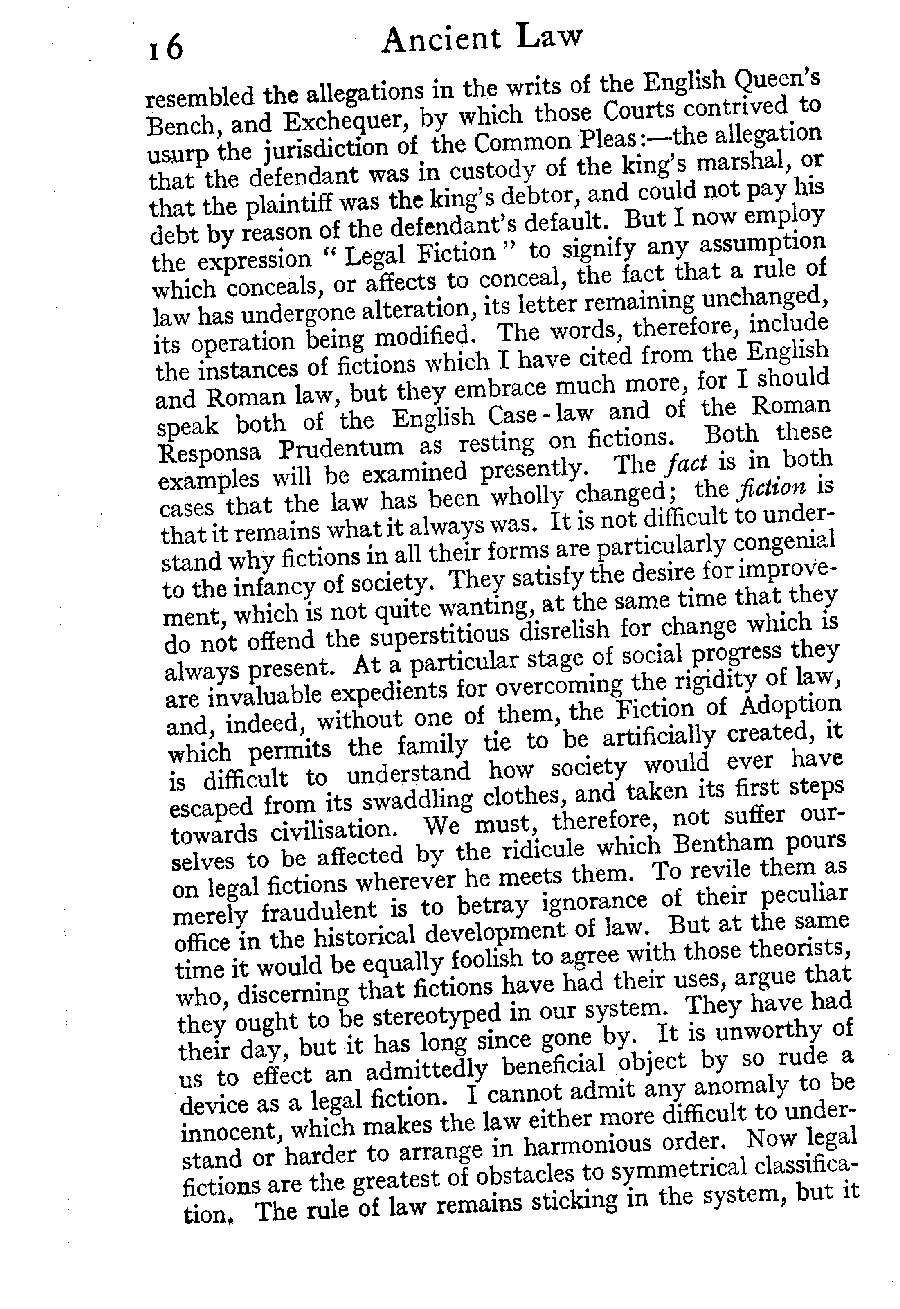 16 Ancient Law
resembled the allegations in the writs of the English Queen's
Bench, and Exchequer, by which those Courts contrived to
usurp the jurisdiction of the Common Pleas:—the allegation
that the defendant was in custody of the king's marshal, or
that the plaintiff was the king's debtor, and could not pay his
debt by reason of the defendant's default. But I now employ
the expression “ Legal Fiction ” to signify any assumption
which conceals, or affects to conceal, the fact that a rule of
law has undergone alteration, its letter remaining unchanged,
its operation being modified. The words, therefore, include
the instances of fictions which I have cited from the English
and Roman law, but they embrace much more, for I should
speak both of the English Case-law and of the Roman
Responsa Prudentum as resting on fictions. Both these
examples will be examined presently. The fact is in both
cases that the law has been wholly changed; the fiction is
that it remains what it always was. It is not difficult to under-
stand why fictions in all their forms are particularly congenial
to the infancy of society. They satisfy the desire for improve-
ment, which is not quite wanting, at the same time that they
do not offend the superstitious disrelish for change which is
always present. At a particular stage of social progress they
are invaluable expedients for overcoming the rigidity of law,
and, indeed, without one of them, the Fiction of Adoption
which permits the family tie to be artificially created, it
is difficult to understand how society would ever have
escaped from its swaddling clothes, and taken its first steps
towards civilisation. We must, therefore, not suffer our-
selves to be affected by the ridicule which Bentham pours
on legal fictions wherever he meets them. To revile them as
merely fraudulent is to betray ignorance of their peculiar
office in the historical development of law. But at the same
time it would be equally foolish to agree with those theorists,
who, discerning that fictions have had their uses, argue that
they ought to be stereotyped in our system. They have had
their day, but it has long since gone by. It is unworthy of
us to effect an admittedly beneficial object by so rude a
device as a legal fiction. I cannot admit any anomaly to be
innocent, which makes the law either more difficult to under-
stand or harder to arrange in harmonious order. Now legal
fictions are the greatest of obstacles to symmetrical classifica-
tion. The rule of law remains sticking in the system, but it